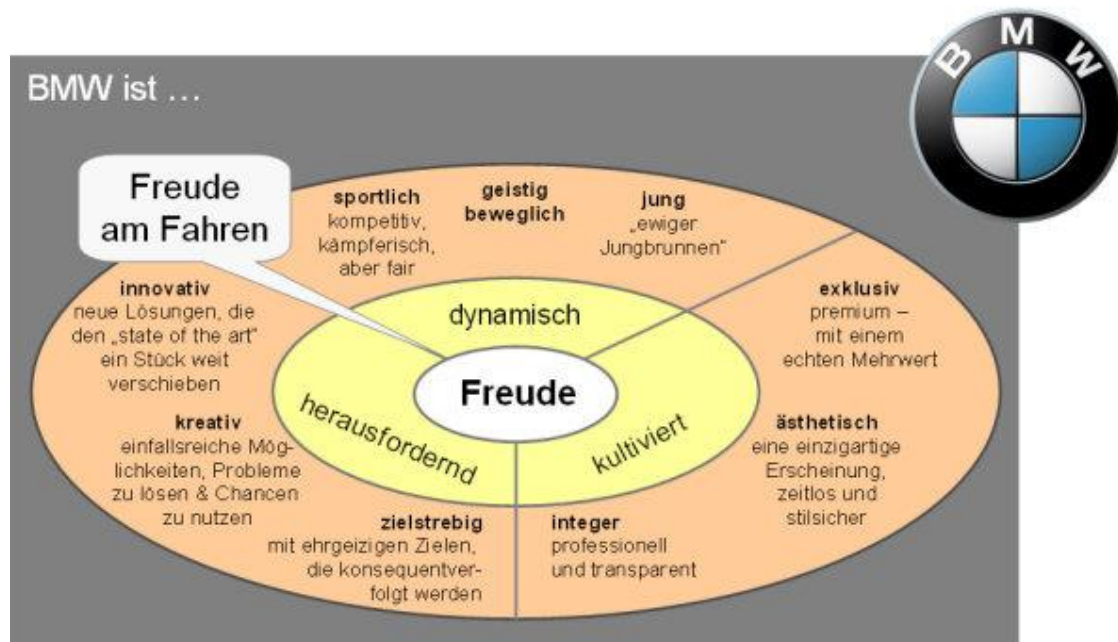 BMW
BMW ist …
Freude
am Fahren
sportlich
kompetitiv,
kämpferisch,
aber fair
geistig
beweglich
jung
„ewiger
Jungbrunnen“
innovativ
neue Lösungen, die
den „state of the art“
ein Stück weit
verschieben
dynamisch
exklusiv
premium –
mit einem
echten Mehrwert
Freude
herausfordernd
kultiviert
kreativ
einfallsreiche Mög-
lichkeiten, Probleme
zu lösen & Chancen
zu nutzen
ästhetisch
eine einzigartige
Erscheinung,
zeitlos und
stilsicher
zielstrebig
mit ehrgeizigen Zielen,
die konsequentver-
folgt werden
integer
professionell
und transparent